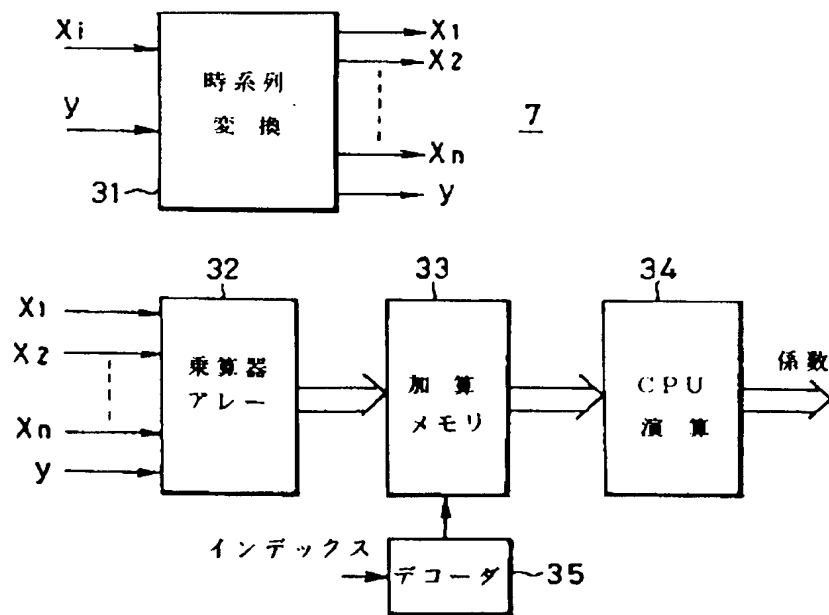 Xi
y
時系列
変換
31
X1
X2
Xn
y
7
32
33
34
X1
X2
Xn
y
乗算器
アレー
加算
メモリ
CPU
演算
係数
インデックス
デコーダ
35